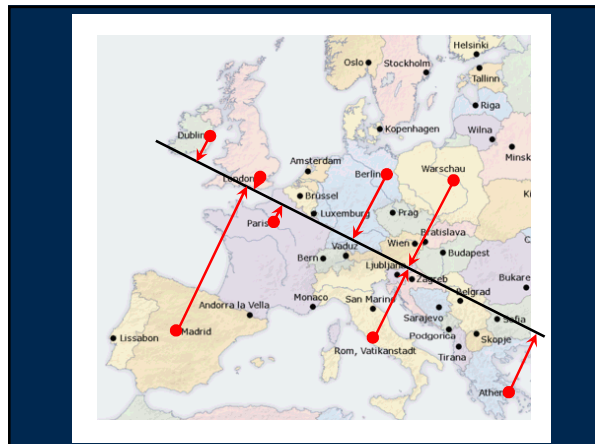 Helsinki
Oslo
Stockholm
Tallinn
Riga
Dublin
Kopenhagen
Wilna
Minsk
Amsterdam
London
Berlin
Warschau
Brüssel
Paris
Luxemburg
Prag
Bratislava
Wien
Vaduz
Budapest
Bern
Ljubljana
Zagreb
Bukare
Monaco
San Marino
Belgrad
Andorra la Vella
Sarajevo
Sofia
Madrid
Lissabon
Podgorica
Skopje
Rom, Vatikanstadt
Tirana
Athen